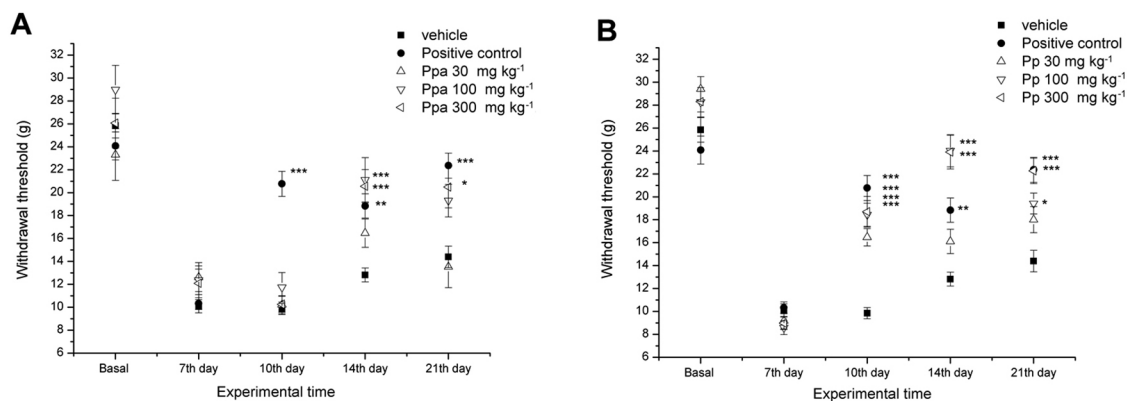 A
vehicle
Positive control
Ppa 30 mg kg⁻¹
Ppa 100 mg kg⁻¹
Ppa 300 mg kg⁻¹
Withdrawal threshold (g)
32
30
28
26
24
22
20
18
16
14
12
10
8
6
***
***
***
**
***
*
Basal
7th day
10th day
14th day
21th day
Experimental time
B
vehicle
Positive control
Pp 30 mg kg⁻¹
Pp 100 mg kg⁻¹
Pp 300 mg kg⁻¹
Withdrawal threshold (g)
32
30
28
26
24
22
20
18
16
14
12
10
8
6
***
***
***
***
***
***
**
***
***
*
Basal
7th day
10th day
14th day
21th day
Experimental time